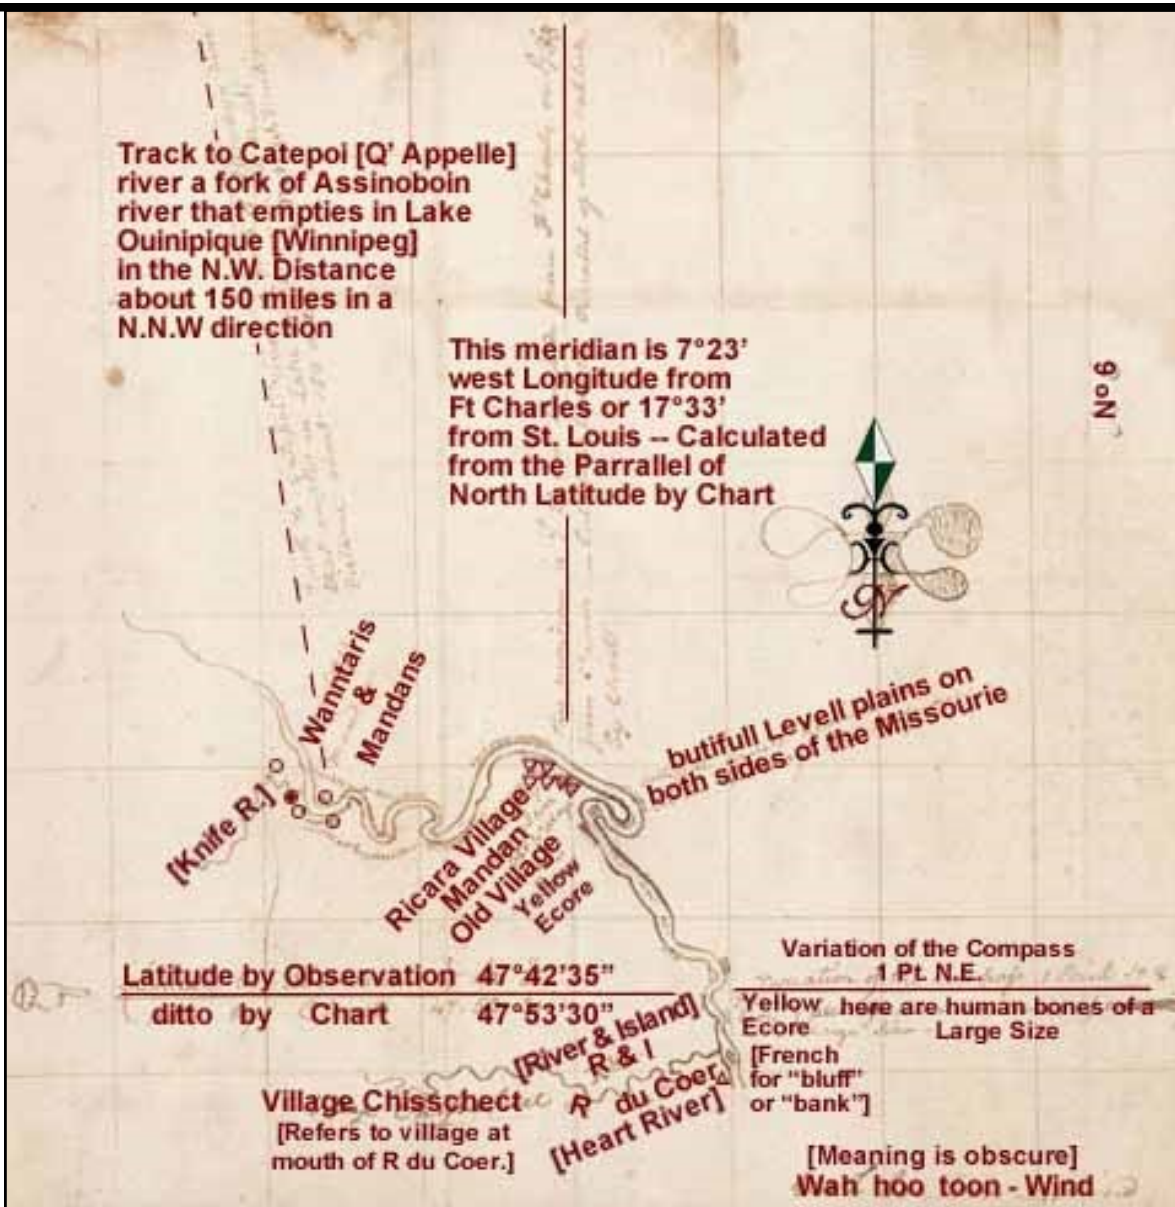 Track to Catepoi [Q' Appelle]
river a fork of Assinoboin
river that empties in Lake
Ouinipique [Winnipeg]
in the N.W. Distance
about 150 miles in a
N.N.W direction
This meridian is 7°23’
west Longitude from
Ft Charles or 17°33’
from St. Louis -- Calculated
from the Parrallel of
North Latitude by Chart
9 oN
N
Wanntaris
&
Mandans
butifull Levell plains on
both sides of the Missourie
[Knife R.]
Ricara Village
Mandan
Old Village
Yellow
Ecore
Latitude by Observation 47°42’35”
ditto by Chart 47°53’30”
Variation of the Compass
1 Pt. N.E.
Yellow
Ecore
here are human bones of a
Large Size
[French
for “bluff”
or “bank”]
[River & Island]
R & I
R du Coer
[Heart River]
Village Chisschect
[Refers to village at
mouth of R du Coer.]
[Meaning is obscure]
Wah hoo toon - Wind